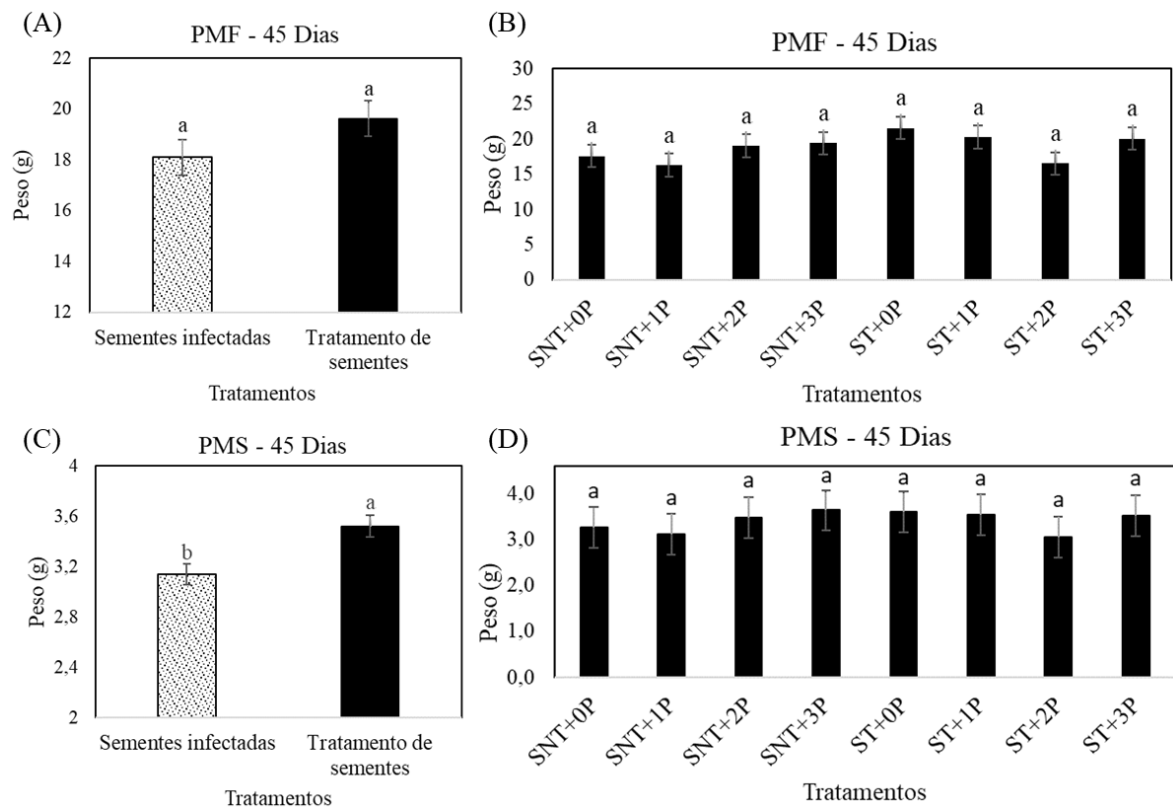 (A)
PMF - 45 Dias
22
20
18
16
14
12
Peso (g)
a
a
Sementes infectadas
Tratamento de
sementes
Tratamentos
(B)
PMF - 45 Dias
30
25
20
15
10
5
0
Peso (g)
a
a
a
a
a
a
a
a
SNT+0P
SNT+1P
SNT+2P
SNT+3P
ST+0P
ST+1P
ST+2P
ST+3P
Tratamentos
(C)
PMS - 45 Dias
4
3,6
3,2
2,8
2,4
2
Peso (g)
b
a
Sementes infectadas
Tratamento de
sementes
Tratamentos
(D)
PMS - 45 Dias
4,0
3,0
2,0
1,0
0,0
Peso (g)
a
a
a
a
a
a
a
a
SNT+0P
SNT+1P
SNT+2P
SNT+3P
ST+0P
ST+1P
ST+2P
ST+3P
Tratamentos